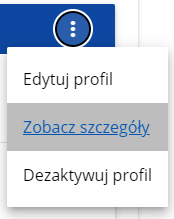 Edytuj profil
Zobacz szczegóły
Dezaktywuj profil